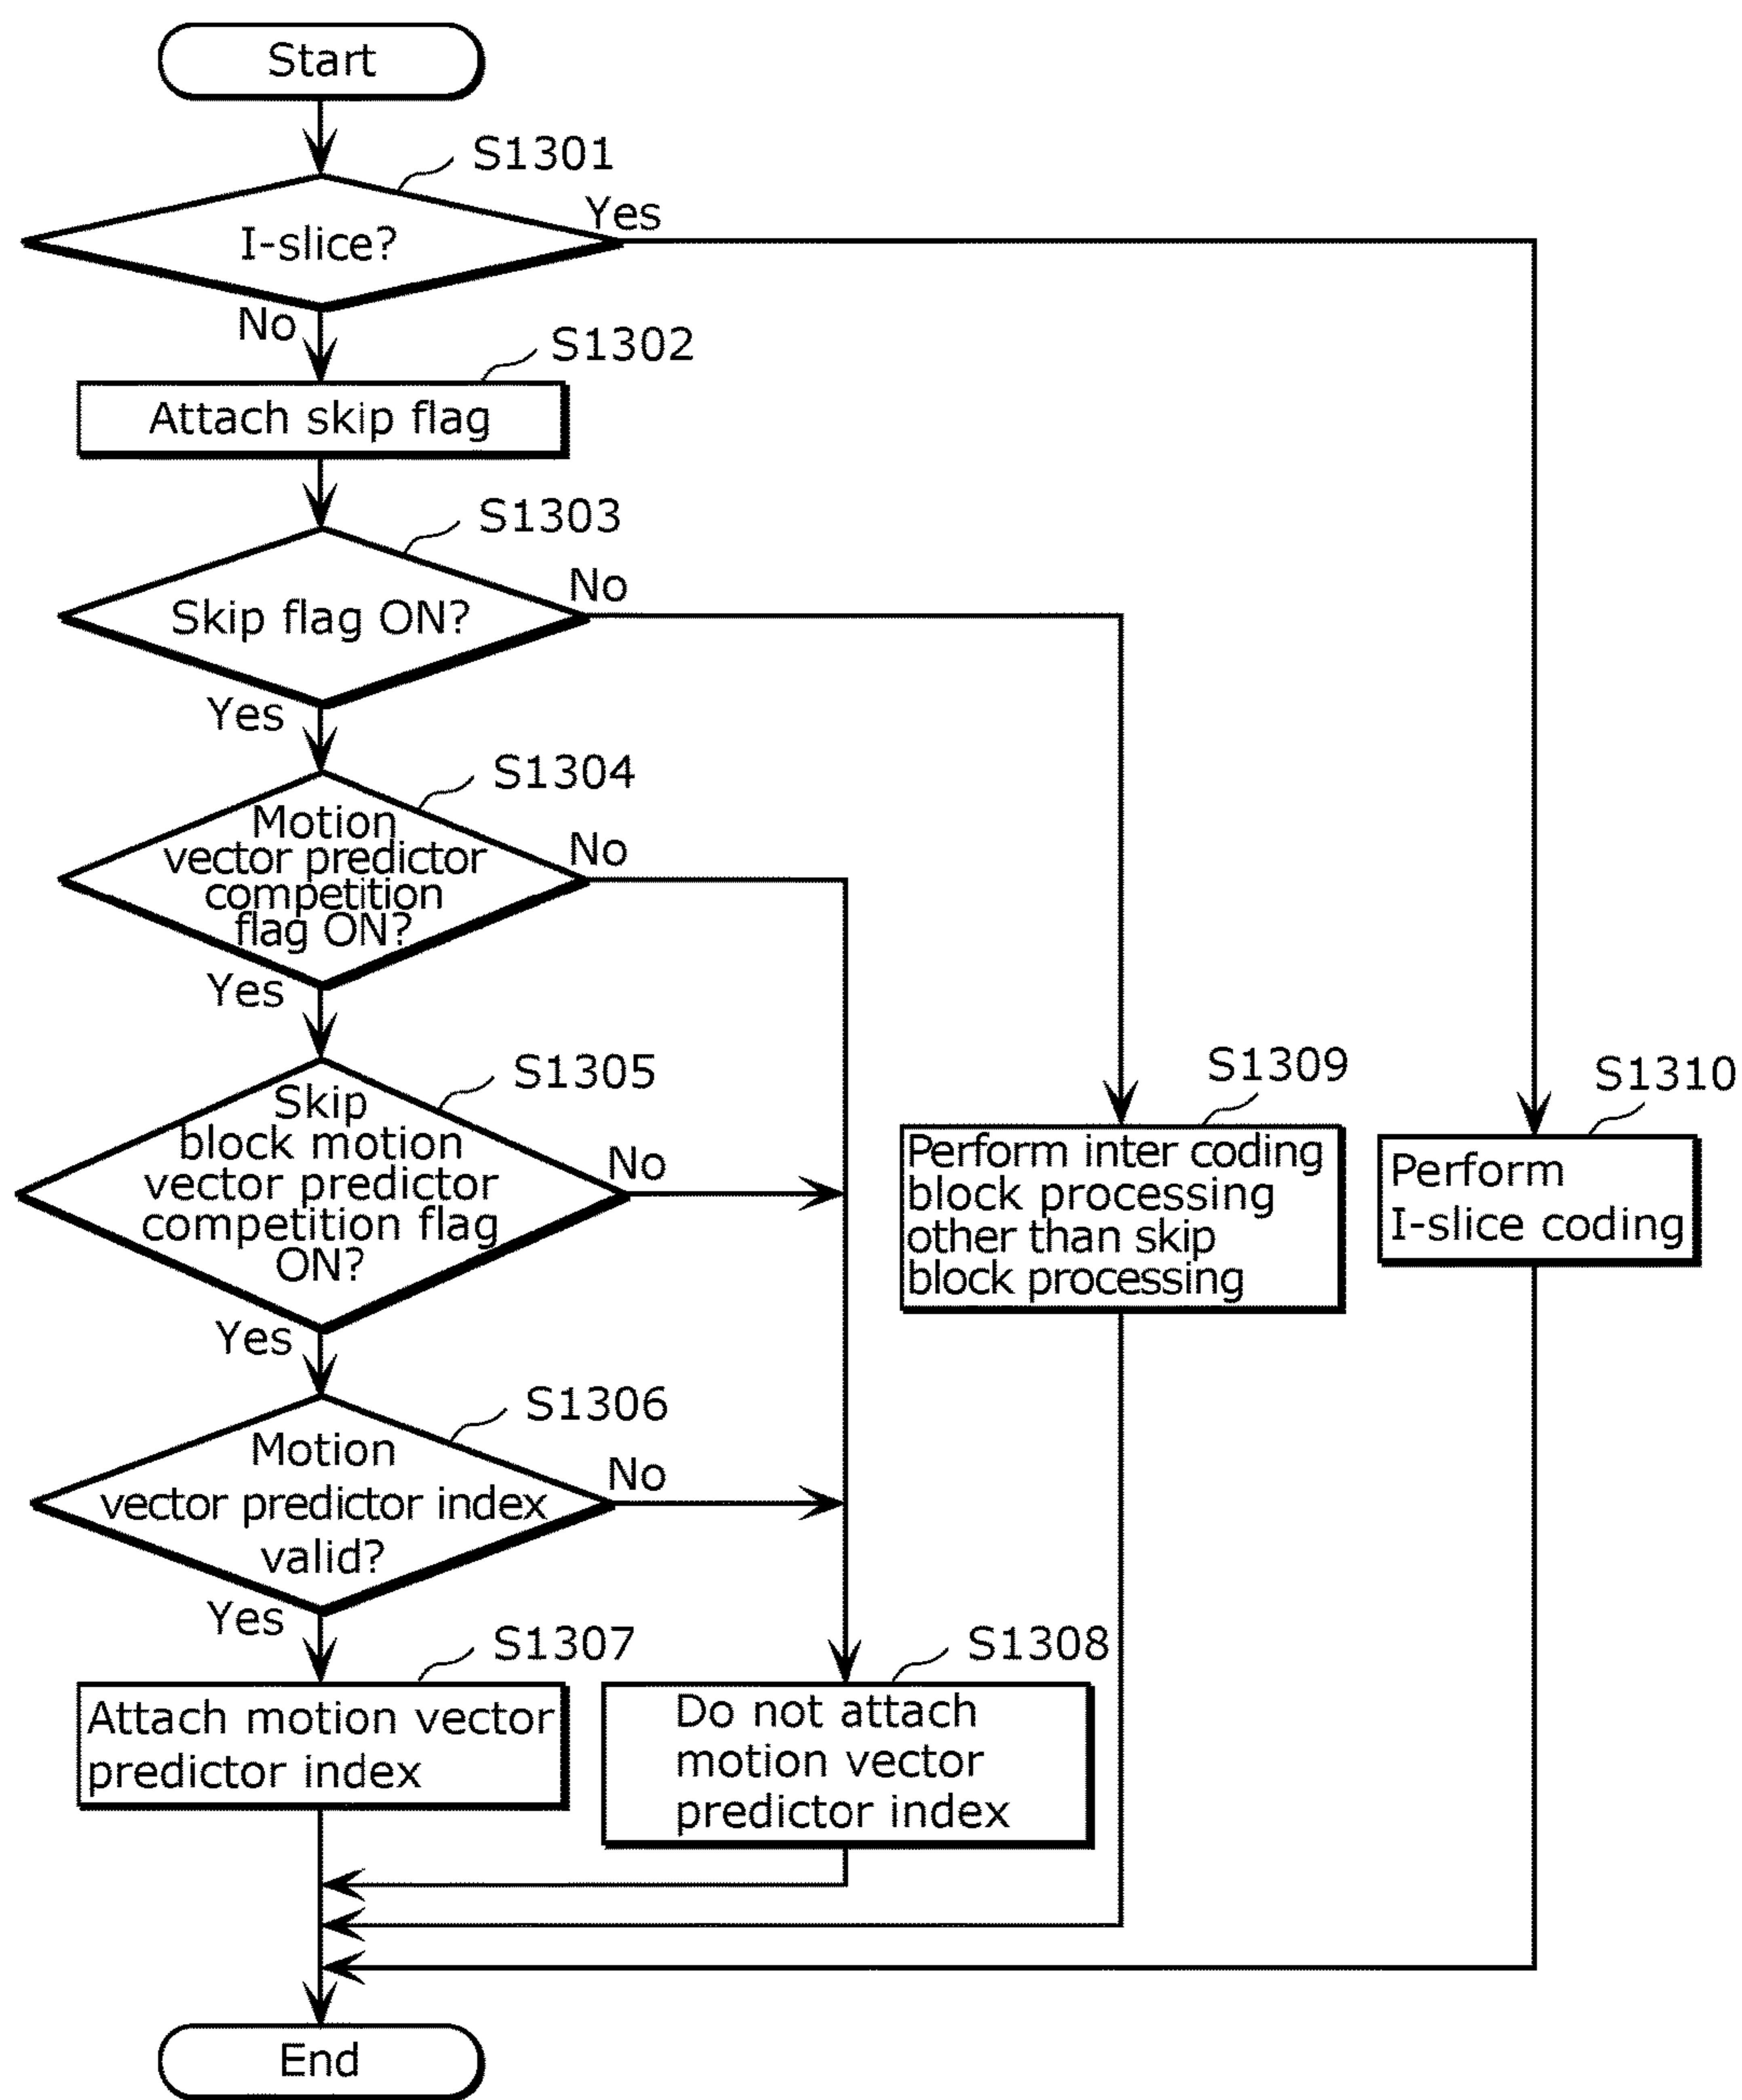 Start
S1301
I-slice?
Yes
No
S1302
Attach skip flag
S1303
Skip flag ON?
No
Yes
S1304
Motion
vector predictor
competition
flag ON?
No
Yes
S1305
Skip
block motion
vector predictor
competition flag
ON?
No
Yes
S1309
Perform inter coding
block processing
other than skip
block processing
S1310
Perform
I-slice coding
S1306
Motion
vector predictor index
valid?
No
Yes
S1307
Attach motion vector
predictor index
S1308
Do not attach
motion vector
predictor index
End